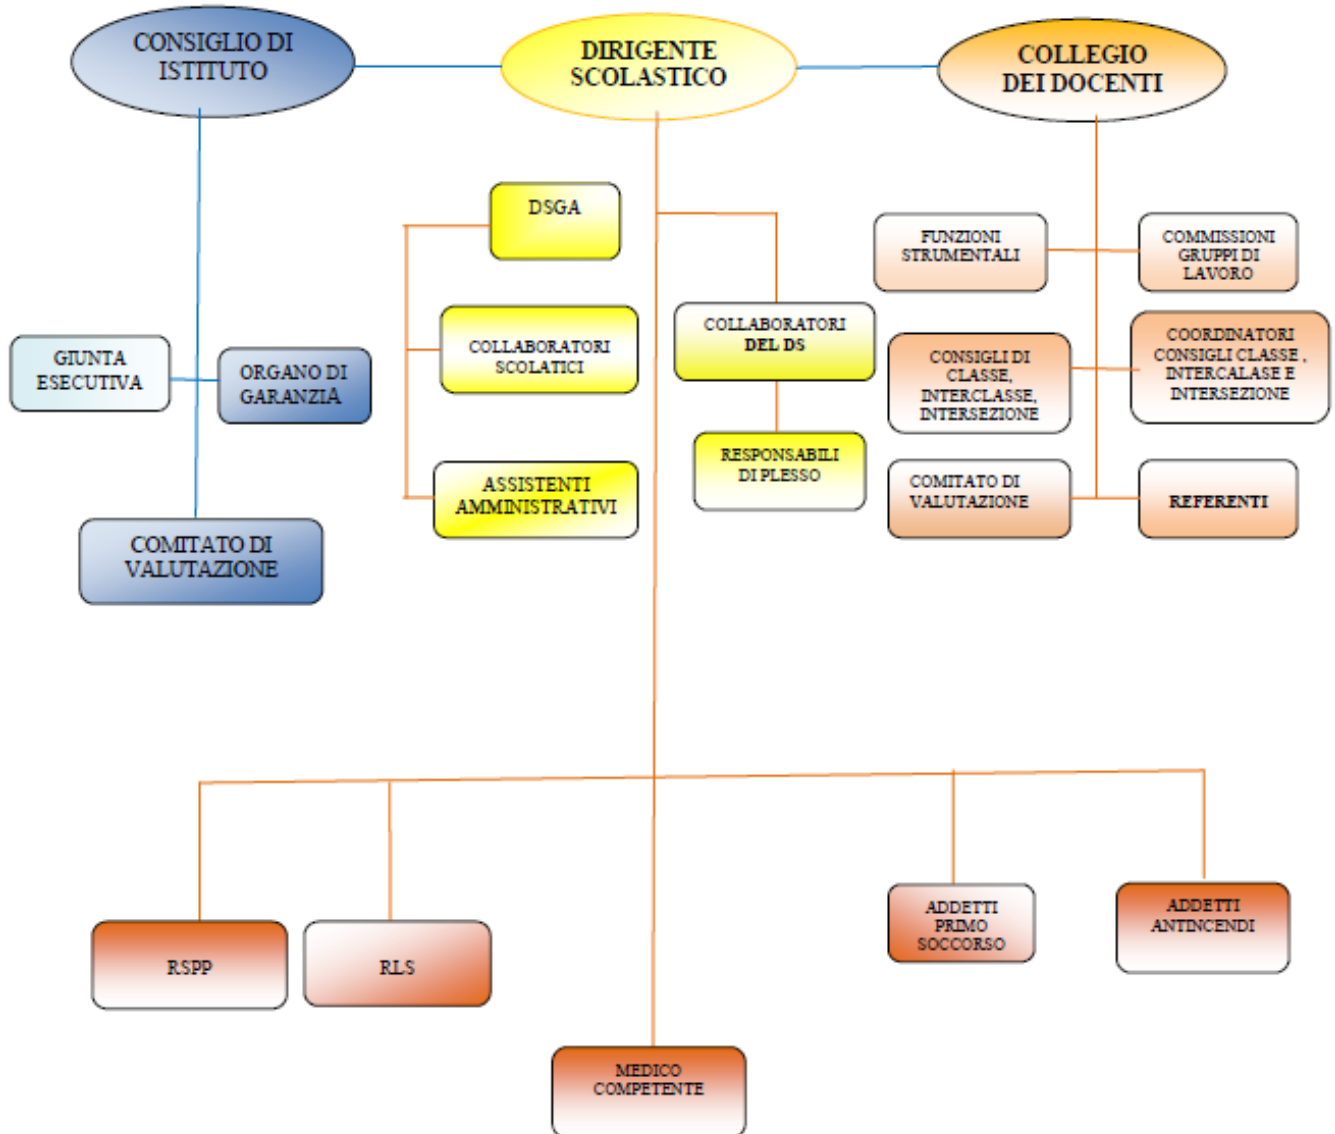 CONSIGLIO DI
ISTITUTO
DIRIGENTE
SCOLASTICO
COLLEGIO
DEI DOCENTI
DSGA
FUNZIONI
STRUMENTALI
COMMISSIONI
GRUPPI DI
LAVORO
GIUNTA
ESECUTIVA
ORGANO DI
GARANZIA
COLLABORATORI
SCOLATICI
COLLABORATORI
DEL DS
CONSIGLI DI
CLASSE,
INTERCLASSE,
INTERSEZIONE
COORDINATORI
CONSIGLI CLASSE ,
INTERCALASE E
INTERSEZIONE
ASSISTENTI
AMMINISTRATIVI
RESPONSABILI
DI PLESSO
COMITATO DI
VALUTAZIONE
REFERENTI
COMITATO DI
VALUTAZIONE
RSPP
RLS
ADDETTI
PRIMO
SOCCORSO
ADDETTI
ANTINCENDI
MEDICO
COMPETENTE